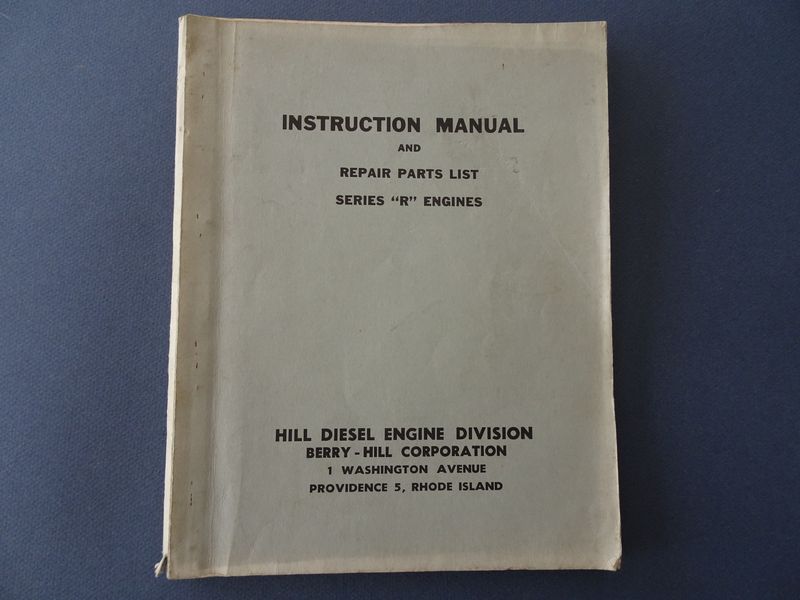 INSTRUCTION MANUAL
AND
REPAIR PARTS LIST
SERIES "R" ENGINES
HILL DIESEL ENGINE DIVISION
BERRY - HILL CORPORATION
1 WASHINGTON AVENUE
PROVIDENCE 5, RHODE ISLAND